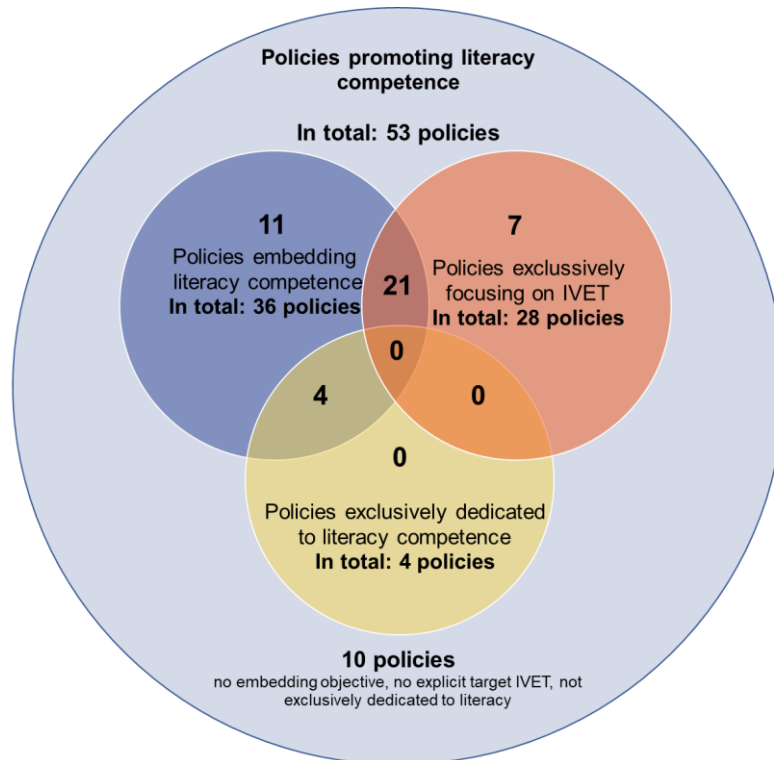 Policies promoting literacy
competence
In total: 53 policies
11
Policies embedding
literacy competence
In total: 36 policies
21
7
Policies exclussively
focusing on IVET
In total: 28 policies
0
4
0
0
Policies exclusively dedicated
to literacy competence
In total: 4 policies
10 policies
no embedding objective, no explicit target IVET, not
exclusively dedicated to literacy